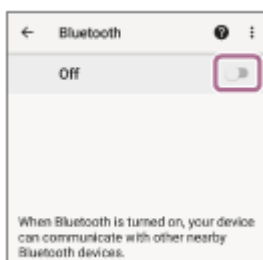 Bluetooth
Off
When Bluetooth is turned on, your device
can communicate with other nearby
Bluetooth devices.